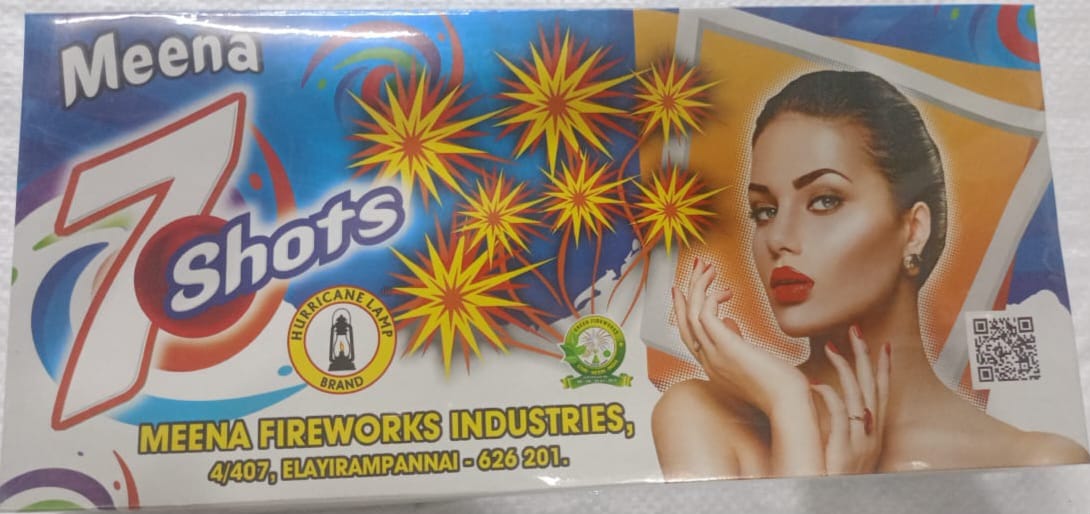 Meena
7
Shots
HURRICANE LAMP
BRAND
GREEN FIREWORKS
MEENA FIREWORKS INDUSTRIES,
4/407, ELAYIRAMPANNAI - 626 201.